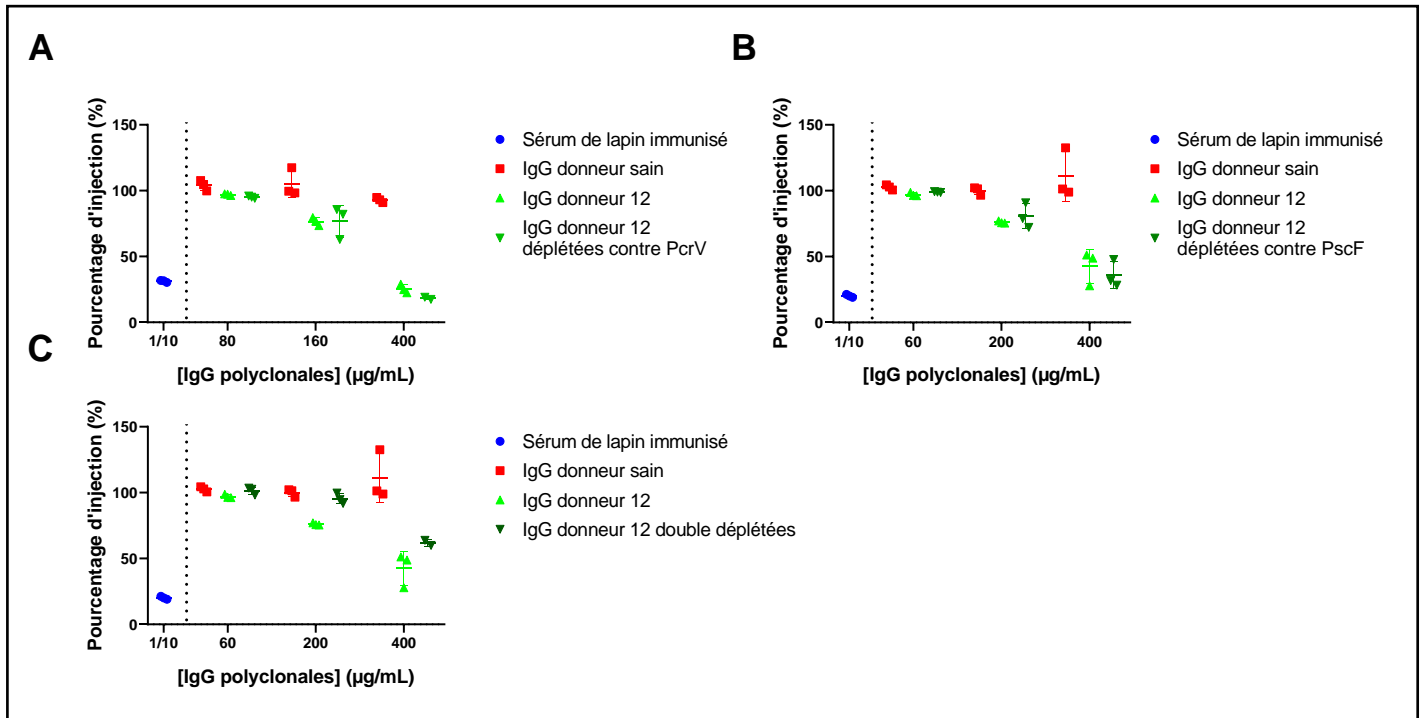 A
Pourcentage d'injection (%)
150
100
50
0
1/10
80
160
400
[IgG polyclonales] (µg/mL)
Sérum de lapin immunisé
IgG donneur sain
IgG donneur 12
IgG donneur 12
déplétées contre PcrV
B
Pourcentage d'injection (%)
150
100
50
0
1/10
60
200
400
[IgG polyclonales] (µg/mL)
Sérum de lapin immunisé
IgG donneur sain
IgG donneur 12
IgG donneur 12
déplétées contre PscF
C
Pourcentage d'injection (%)
150
100
50
0
1/10
60
200
400
[IgG polyclonales] (µg/mL)
Sérum de lapin immunisé
IgG donneur sain
IgG donneur 12
IgG donneur 12 double déplétées